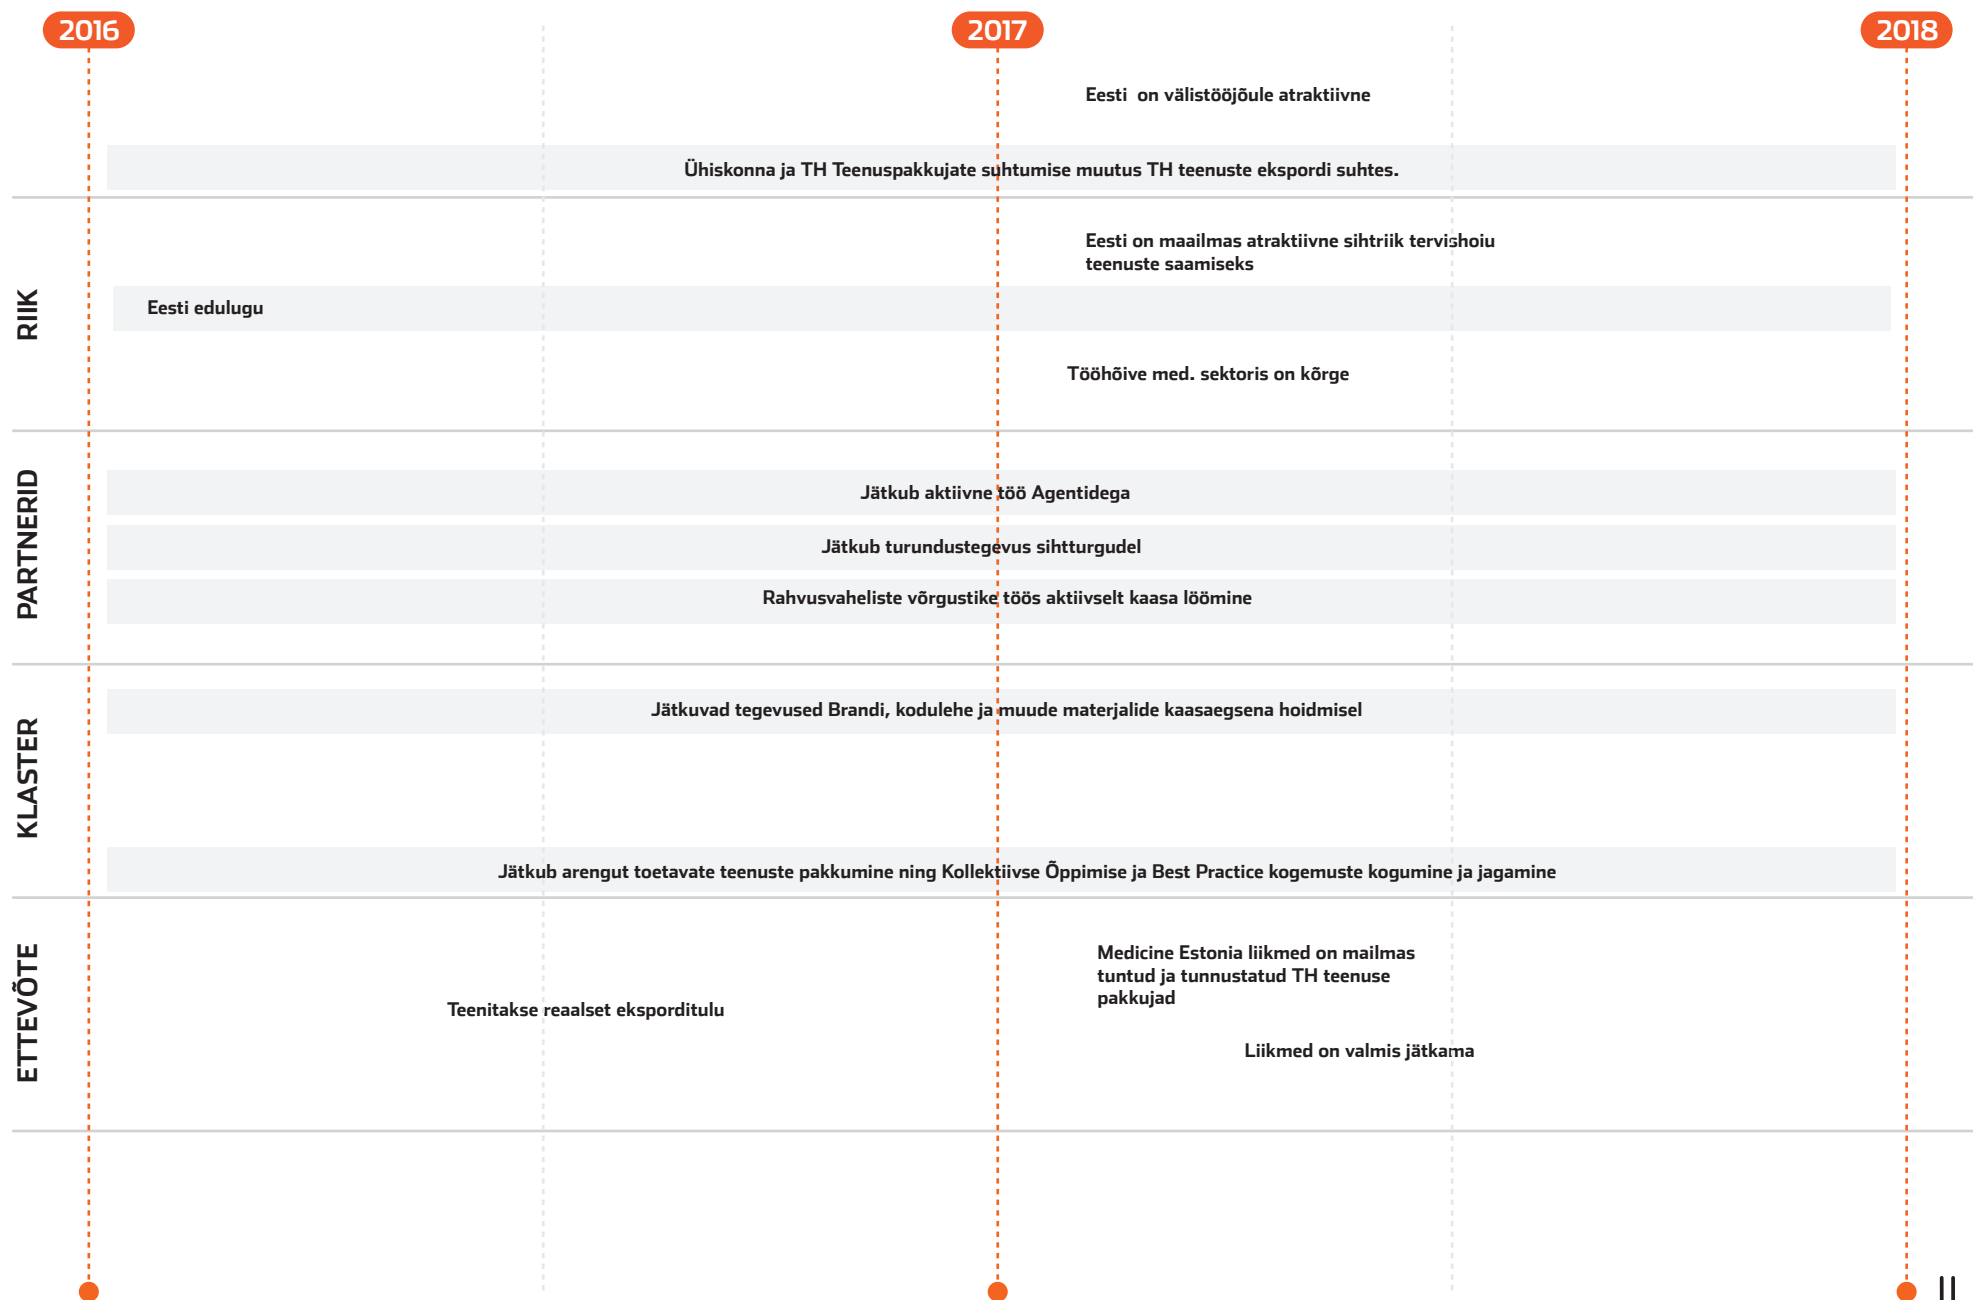 2016
2017
2018
Eesti on välistööjõule atraktiivne
Ühiskonna ja TH Teenuspakkujate suhtumise muutus TH teenuste ekspordi suhtes.
RIIK
Eesti on maailmas atraktiivne sihtriik tervishoiu
teenuste saamiseks
Eesti edulugu
Tööhõive med. sektoris on kõrge
PARTNERID
Jätkub aktiivne töö Agentidega
Jätkub turundustegevus sihtturgudel
Rahvusvaheliste võrgustike töös aktiivselt kaasa löömine
KLASTER
Jätkuvad tegevused Brandi, kodulehe ja muude materjalide kaasaegsena hoidmisel
Jätkub arengut toetavate teenuste pakkumine ning Kollektiivse Õppimise ja Best Practice kogemuste kogumine ja jagamine
ETTEVÕTE
Medicine Estonia liikmed on mailmas
tuntud ja tunnustatud TH teenuse
pakkujad
Teenitakse reaalset eksporditulu
Liikmed on valmis jätkama
11